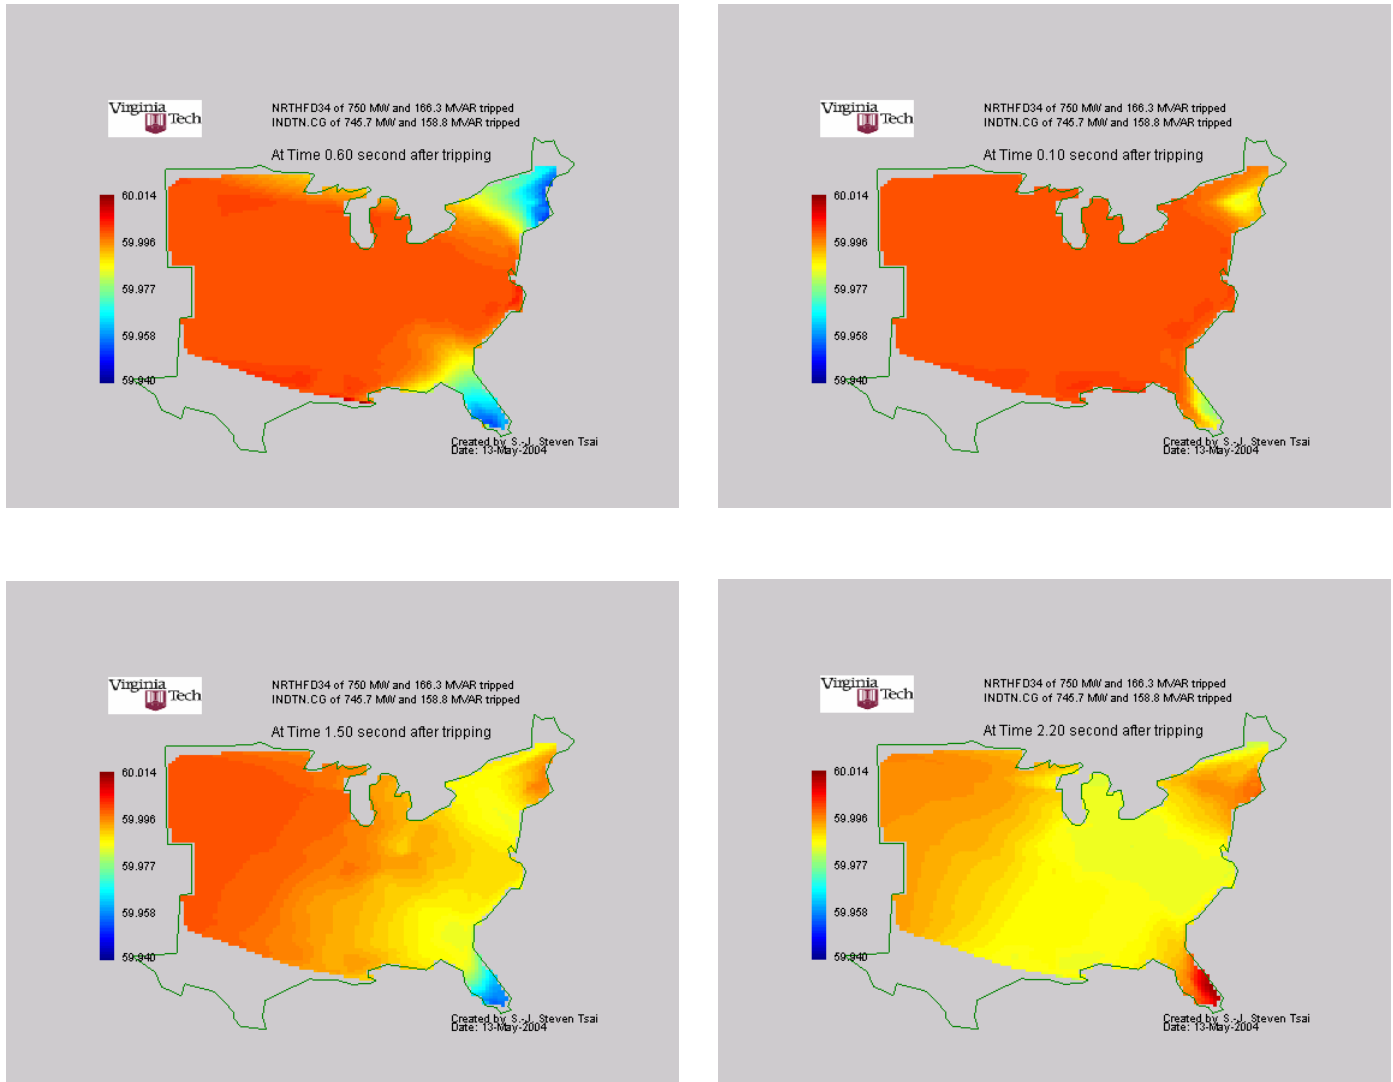 Virginia
Tech
NRTHFD34 of 750 MW and 166.3 MVAR tripped
INDTN.CG of 745.7 MW and 158.8 MVAR tripped
At Time 0.60 second after tripping
60.014
59.996
59.977
59.958
59.940
Created by S.-J. Steven Tsai
Date: 13-May-2004
Virginia
Tech
NRTHFD34 of 750 MW and 166.3 MVAR tripped
INDTN.CG of 745.7 MW and 158.8 MVAR tripped
At Time 0.10 second after tripping
60.014
59.996
59.977
59.958
59.940
Created by S.-J. Steven Tsai
Date: 13-May-2004
Virginia
Tech
NRTHFD34 of 750 MW and 166.3 MVAR tripped
INDTN.CG of 745.7 MW and 158.8 MVAR tripped
At Time 1.50 second after tripping
60.014
59.996
59.977
59.958
59.940
Created by S.-J. Steven Tsai
Date: 13-May-2004
Virginia
Tech
NRTHFD34 of 750 MW and 166.3 MVAR tripped
INDTN.CG of 745.7 MW and 158.8 MVAR tripped
At Time 2.20 second after tripping
60.014
59.996
59.977
59.958
59.940
Created by S.-J. Steven Tsai
Date: 13-May-2004